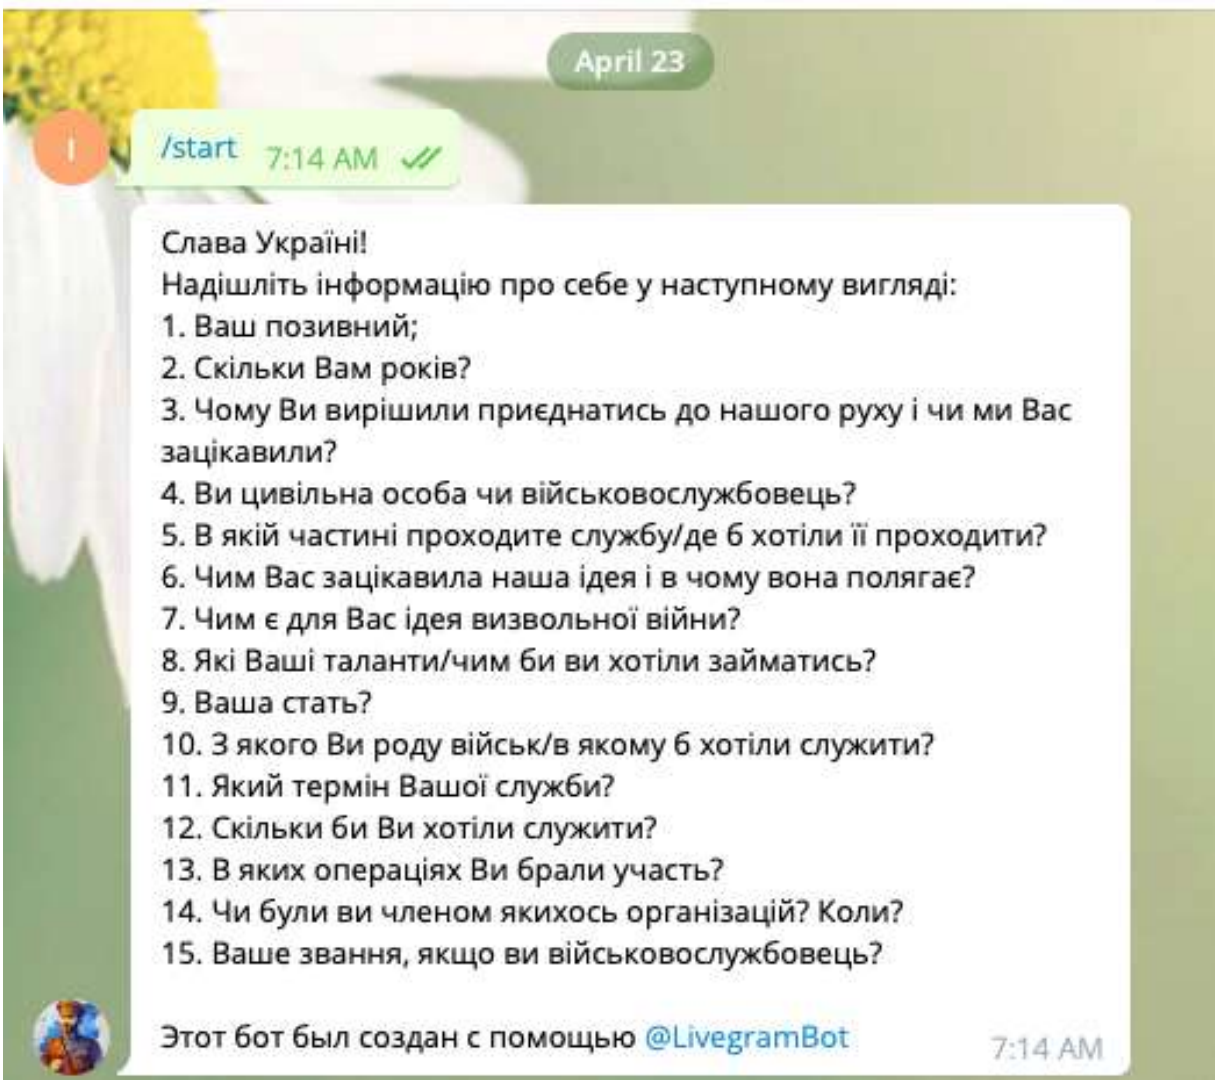 April 23
I
/start 7:14 AM
Слава Україні!
Надішліть інформацію про себе у наступному вигляді:
1. Ваш позивний;
2. Скільки Вам років?
3. Чому Ви вирішили приєднатись до нашого руху і чи ми Вас
зацікавили?
4. Ви цивільна особа чи військовослужбовець?
5. В якій частині проходите службу/де б хотіли її проходити?
6. Чим Вас зацікавила наша ідея і в чому вона полягає?
7. Чим є для Вас ідея визвольної війни?
8. Які Ваші таланти/чим би ви хотіли займатись?
9. Ваша стать?
10. З якого Ви роду військ/в якому б хотіли служити?
11. Який термін Вашої служби?
12. Скільки би Ви хотіли служити?
13. В яких операціях Ви брали участь?
14. Чи були ви членом якихось організацій? Коли?
15. Ваше звання, якщо ви військовослужбовець?
Этот бот был создан с помощью @LivegramBot 7:14 AM